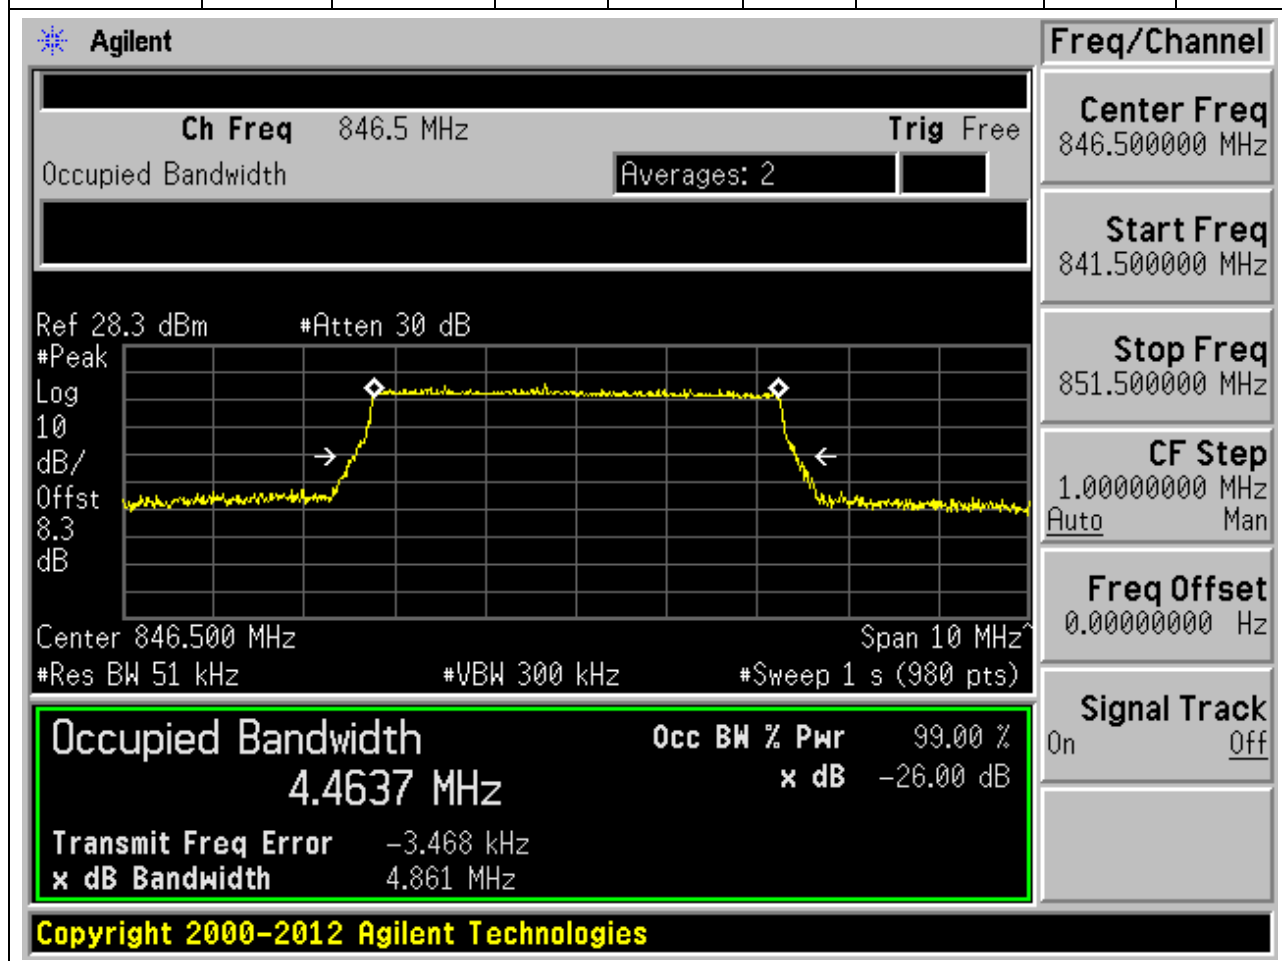 Agilent
Freq/Channel
Ch Freq 846.5 MHz
Trig Free
Occupied Bandwidth
Averages: 2
Center Freq
846.500000 MHz
Start Freq
841.500000 MHz
Stop Freq
851.500000 MHz
CF Step
1.00000000 MHz
Auto Man
Freq Offset
0.00000000 Hz
Signal Track
On Off
Ref 28.3 dBm
#Atten 30 dB
#Peak
Log
10
dB/
Offst
8.3
dB
Center 846.500 MHz
Span 10 MHz^
#Res BW 51 kHz
#VBW 300 kHz
#Sweep 1 s (980 pts)
Occupied Bandwidth
4.4637 MHz
Occ BW % Pwr 99.00 %
x dB -26.00 dB
Transmit Freq Error -3.468 kHz
x dB Bandwidth 4.861 MHz
Copyright 2000-2012 Agilent Technologies